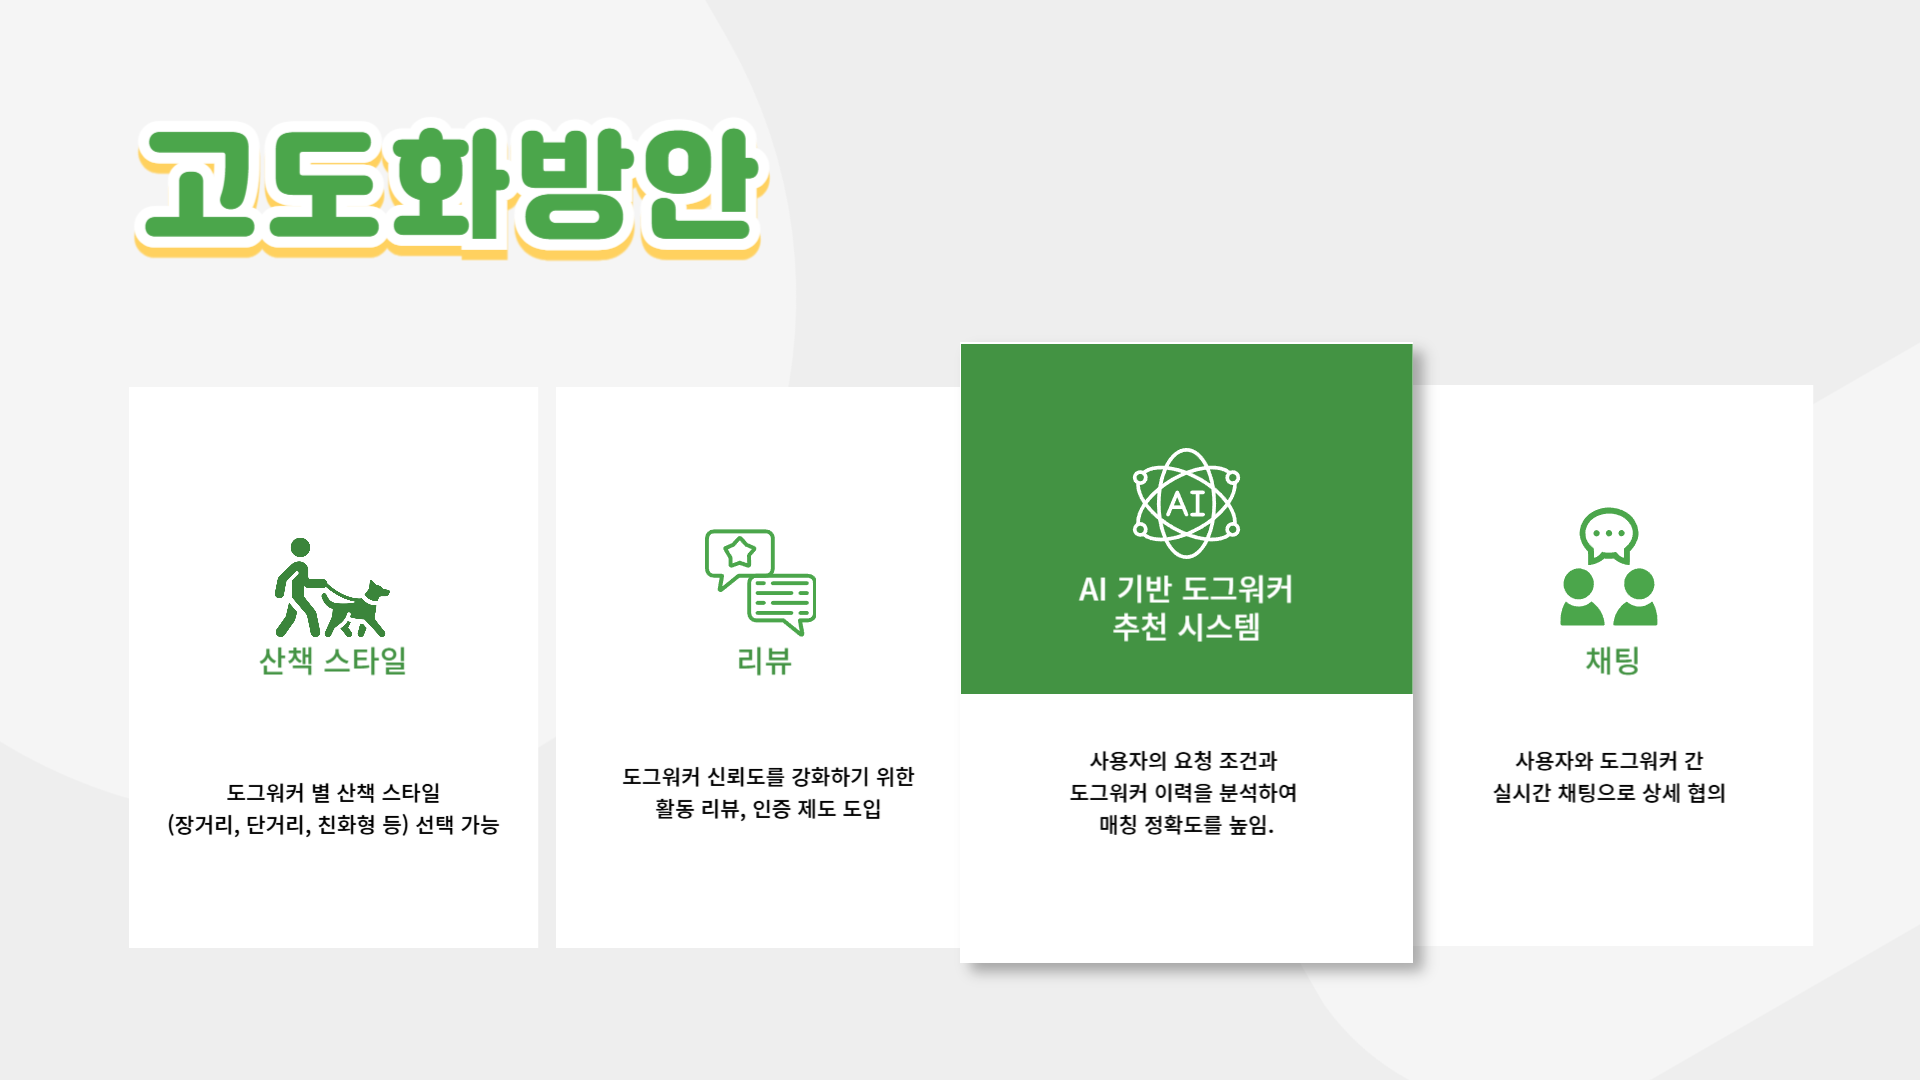 고도화방안
산책 스타일
도그워커 별 산책 스타일
(장거리, 단거리, 친화형 등) 선택 가능
리뷰
도그워커 신뢰도를 강화하기 위한
활동 리뷰, 인증 제도 도입
AI
AI 기반 도그워커
추천 시스템
사용자의 요청 조건과
도그워커 이력을 분석하여
매칭 정확도를 높임.
채팅
사용자와 도그워커 간
실시간 채팅으로 상세 협의